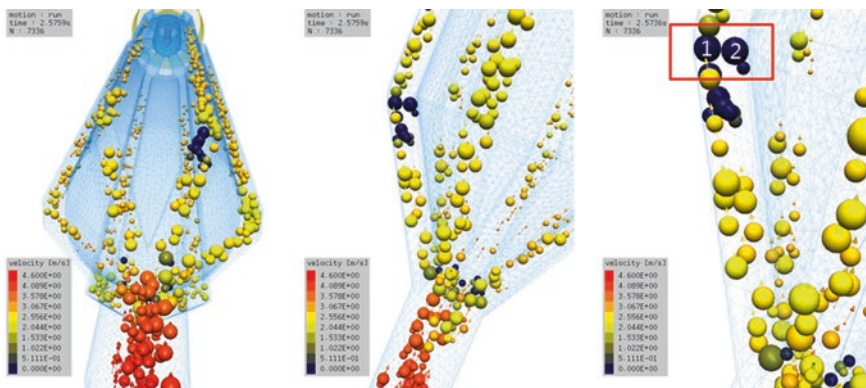 motion : run
time : 2.5759s
N : 7336
velocity [m/s]
4.600E+00
4.089E+00
3.578E+00
3.067E+00
2.556E+00
2.044E+00
1.533E+00
1.022E+00
5.111E-01
0.000E+00
motion : run
time : 2.5759s
N : 7336
velocity [m/s]
4.600E+00
4.089E+00
3.578E+00
3.067E+00
2.556E+00
2.044E+00
1.533E+00
1.022E+00
5.111E-01
0.000E+00
motion : run
time : 2.5736s
N : 7336
1 2
velocity [m/s]
4.600E+00
4.089E+00
3.578E+00
3.067E+00
2.556E+00
2.044E+00
1.533E+00
1.022E+00
5.111E-01
0.000E+00